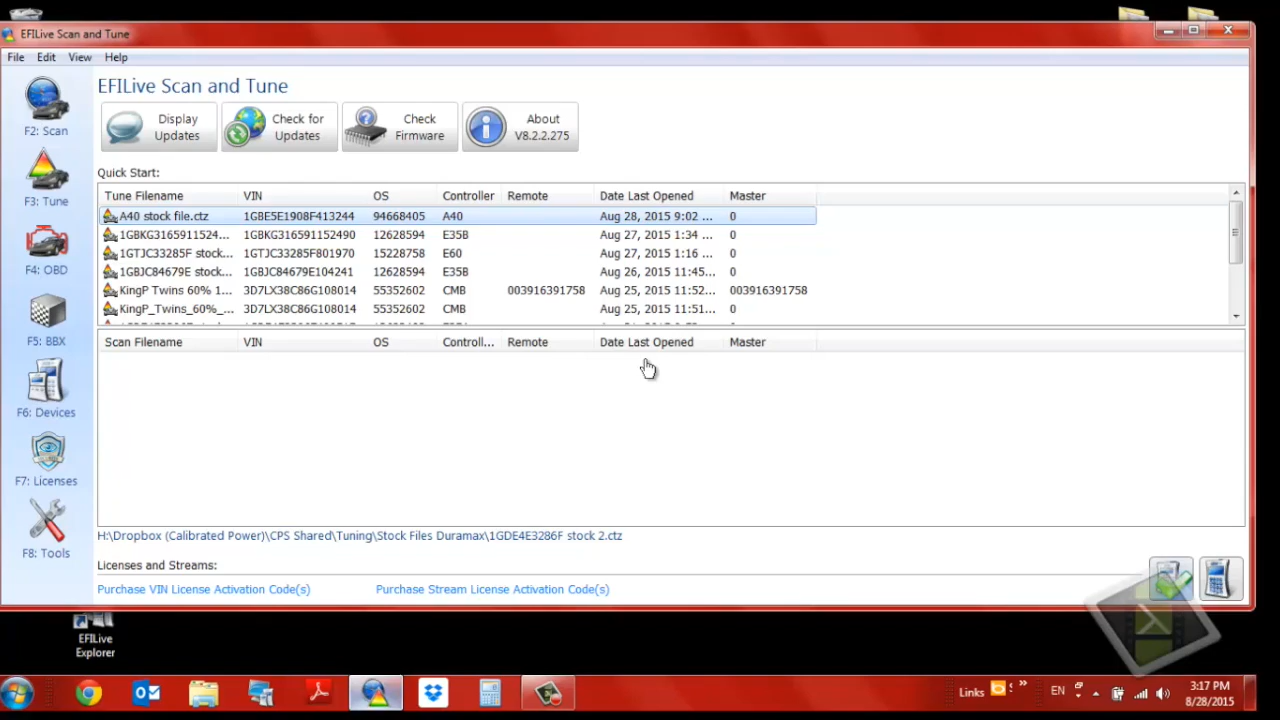 EFILive Scan and Tune
File Edit View Help
EFILive Scan and Tune
F2: Scan
F3: Tune
F4: OBD
F5: BBX
F6: Devices
F7: Licenses
F8: Tools
Display Updates
Check for Updates
Check Firmware
About V8.2.2.275
Quick Start:
Tune Filename VIN OS Controller Remote Date Last Opened Master
A40 stock file.ctz 1GBE5E1908F413244 94668405 A40 Aug 28, 2015 9:02 ... 0
1GBKG3165911524... 1GBKG316591152490 12628594 E35B Aug 27, 2015 1:34 ... 0
1GTJC33285F stock... 1GTJC33285F801970 15228758 E60 Aug 27, 2015 1:16 ... 0
1GBJC84679E stock... 1GBJC84679E104241 12628594 E35B Aug 26, 2015 11:45... 0
KingP Twins 60% 1... 3D7LX38C86G108014 55352602 CMB 003916391758 Aug 25, 2015 11:52... 003916391758
KingP_Twins_60%_... 3D7LX38C86G108014 55352602 CMB Aug 25, 2015 11:51... 0
Scan Filename VIN OS Controll... Remote Date Last Opened Master
H:\Dropbox (Calibrated Power)\CPS Shared\Tuning\Stock Files Duramax\1GDE4E3286F stock 2.ctz
Licenses and Streams:
Purchase VIN License Activation Code(s) Purchase Stream License Activation Code(s)
EFILive
Explorer
Links S :  » EN 3:17 PM
8/28/2015